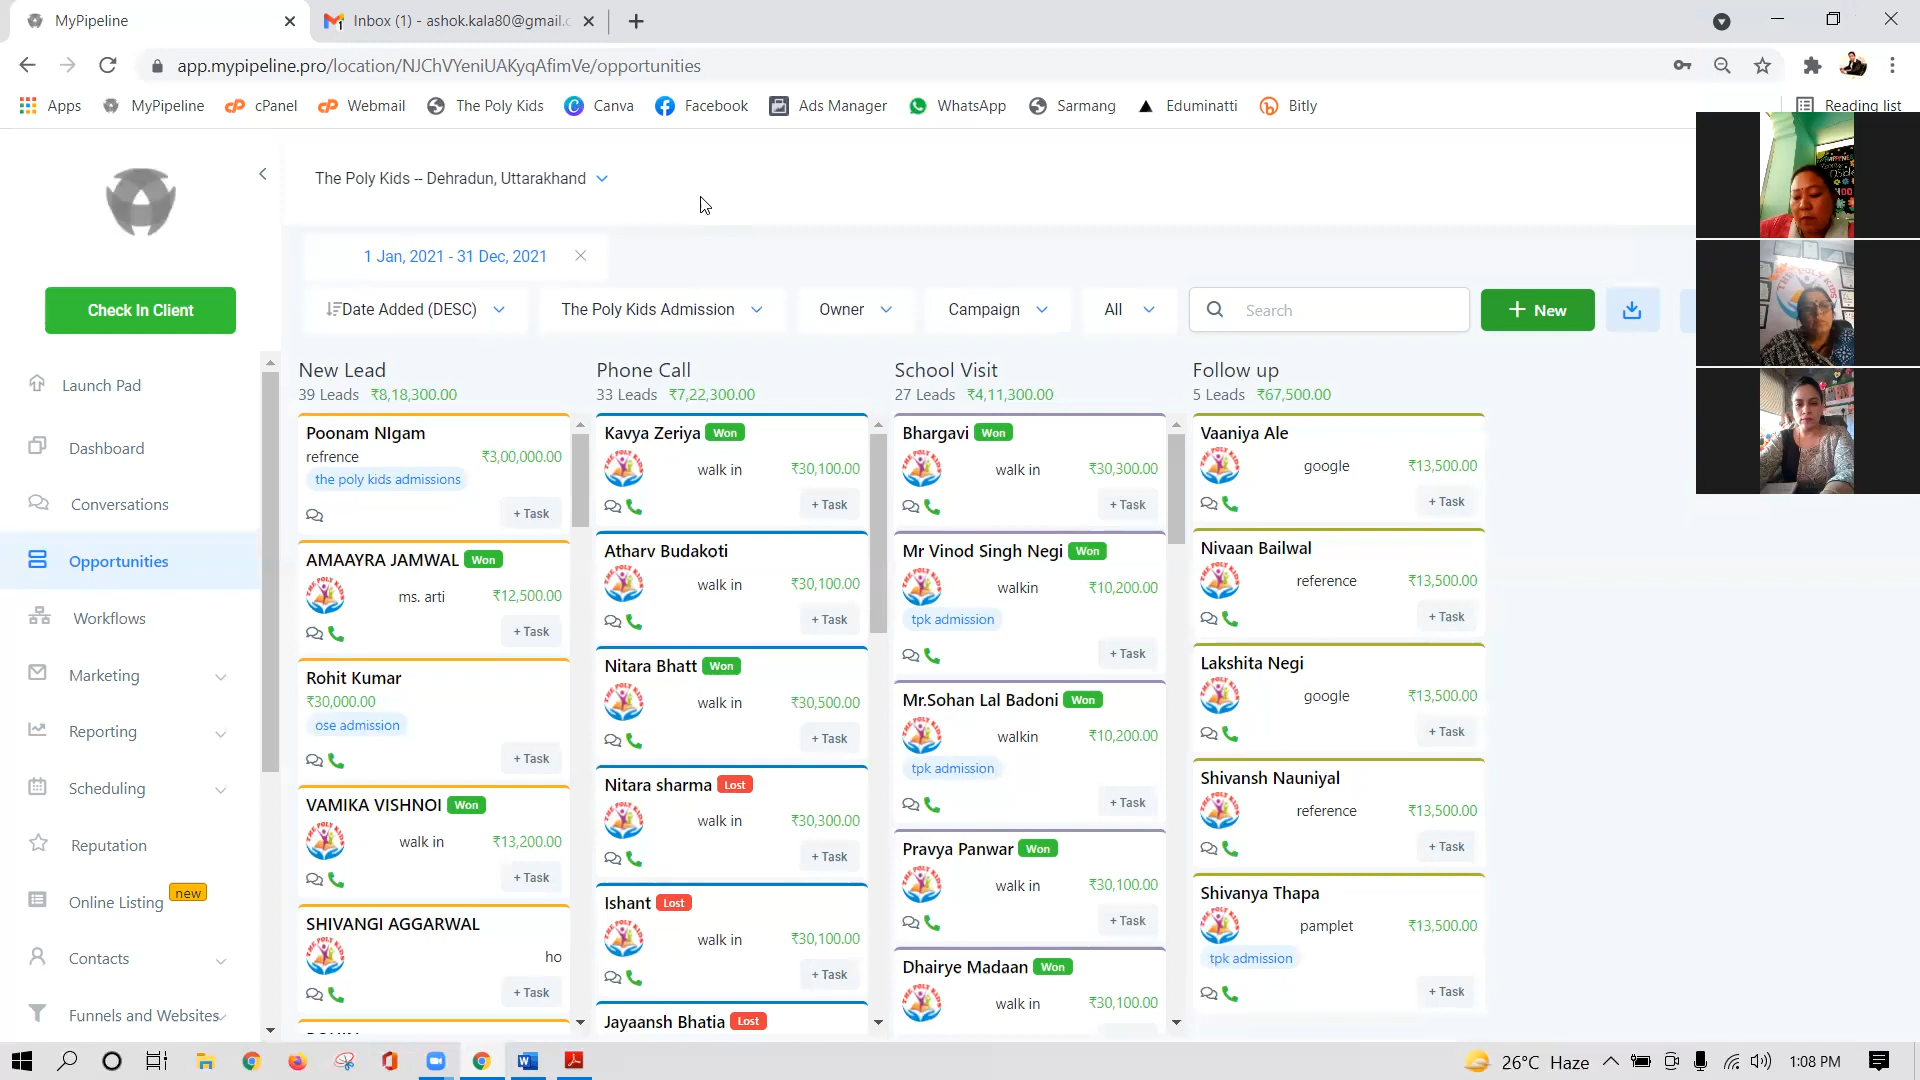 MyPipeline
Inbox (1) - ashok.kala80@gmail.c
app.mypipeline.pro/location/NJChVYeniUAKyqAfimVe/opportunities
Apps MyPipeline cPanel Webmail The Poly Kids Canva Facebook Ads Manager WhatsApp Sarmang Eduminatti Bitly Reading list
The Poly Kids -- Dehradun, Uttarakhand
1 Jan, 2021 - 31 Dec, 2021
Date Added (DESC) The Poly Kids Admission Owner Campaign All Search + New
Check In Client
Launch Pad
Dashboard
Conversations
Opportunities
Workflows
Marketing
Reporting
Scheduling
Reputation
Online Listing new
Contacts
Funnels and Websites
New Lead
39 Leads ₹8,18,300.00
Poonam NIgam
refrence ₹3,00,000.00
the poly kids admissions
+ Task
AMAAYRA JAMWAL Won
ms. arti ₹12,500.00
+ Task
Rohit Kumar
₹30,000.00
ose admission
+ Task
VAMIKA VISHNOI Won
walk in ₹13,200.00
+ Task
SHIVANGI AGGARWAL
ho
+ Task
Phone Call
33 Leads ₹7,22,300.00
Kavya Zeriya Won
walk in ₹30,100.00
+ Task
Atharv Budakoti
walk in ₹30,100.00
+ Task
Nitara Bhatt Won
walk in ₹30,500.00
+ Task
Nitara sharma Lost
walk in ₹30,300.00
+ Task
Ishant Lost
walk in ₹30,100.00
+ Task
Jayaansh Bhatia Lost
School Visit
27 Leads ₹4,11,300.00
Bhargavi Won
walk in ₹30,300.00
+ Task
Mr Vinod Singh Negi Won
walkin ₹10,200.00
tpk admission
+ Task
Mr.Sohan Lal Badoni Won
walkin ₹10,200.00
tpk admission
+ Task
Pravya Panwar Won
walk in ₹30,100.00
+ Task
Dhairye Madaan Won
walk in ₹30,100.00
Follow up
5 Leads ₹67,500.00
Vaaniya Ale
google ₹13,500.00
+ Task
Nivaan Bailwal
reference ₹13,500.00
+ Task
Lakshita Negi
google ₹13,500.00
+ Task
Shivansh Nauniyal
reference ₹13,500.00
+ Task
Shivanya Thapa
pamplet ₹13,500.00
tpk admission
+ Task
26°C Haze 1:08 PM